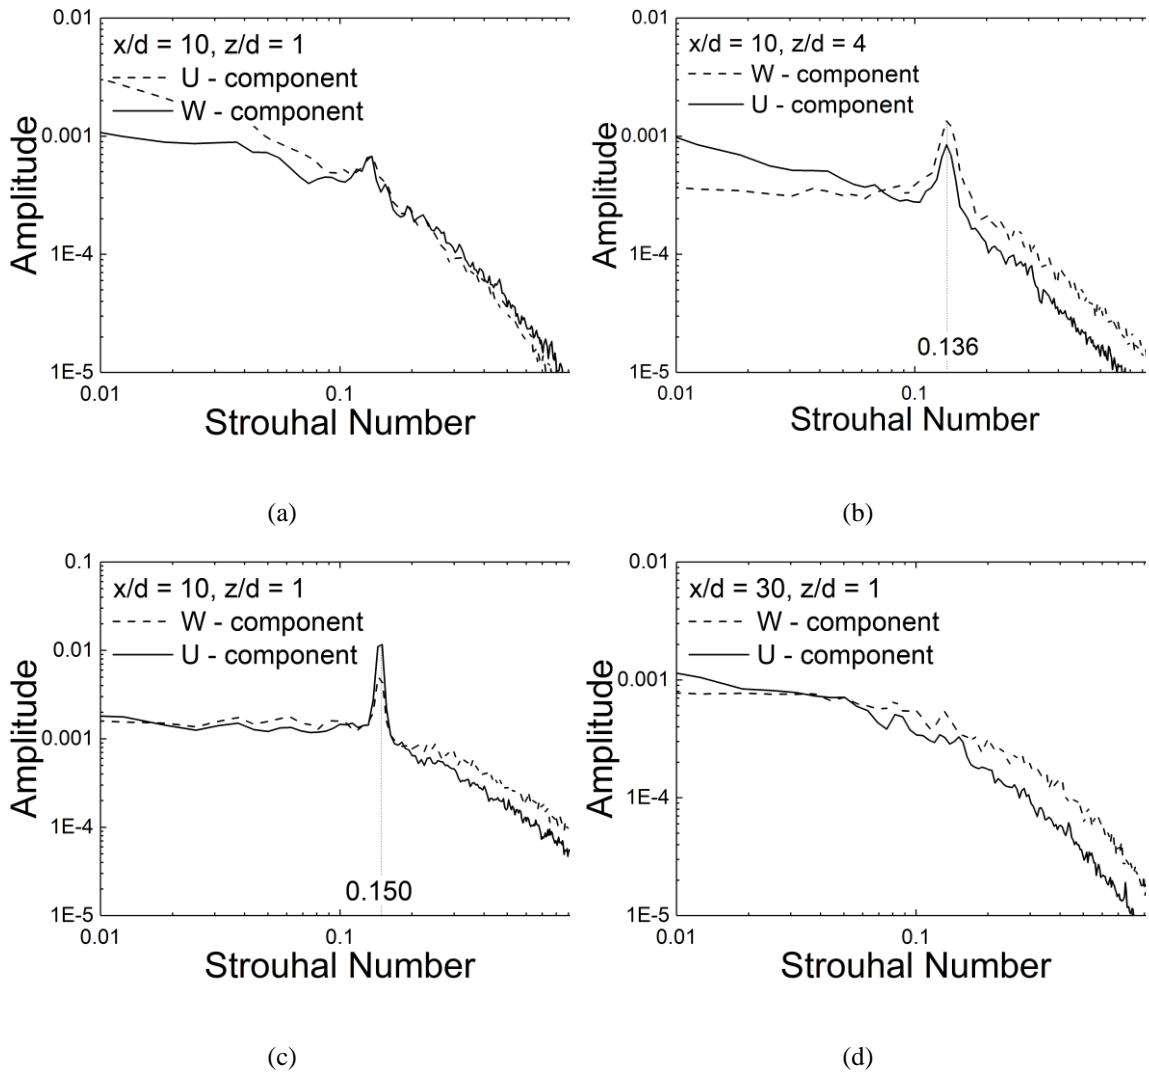 0.01
x/d = 10, z/d = 1
U - component
W - component
0.001
1E-4
1E-5
0.01
0.1
Amplitude
Strouhal Number
(a)
0.01
x/d = 10, z/d = 4
W - component
U - component
0.001
1E-4
0.136
1E-5
0.01
0.1
Amplitude
Strouhal Number
(b)
0.1
x/d = 10, z/d = 1
W - component
U - component
0.01
0.001
1E-4
0.150
1E-5
0.01
0.1
Amplitude
Strouhal Number
(c)
0.01
x/d = 30, z/d = 1
W - component
U - component
0.001
1E-4
1E-5
0.01
0.1
Amplitude
Strouhal Number
(d)